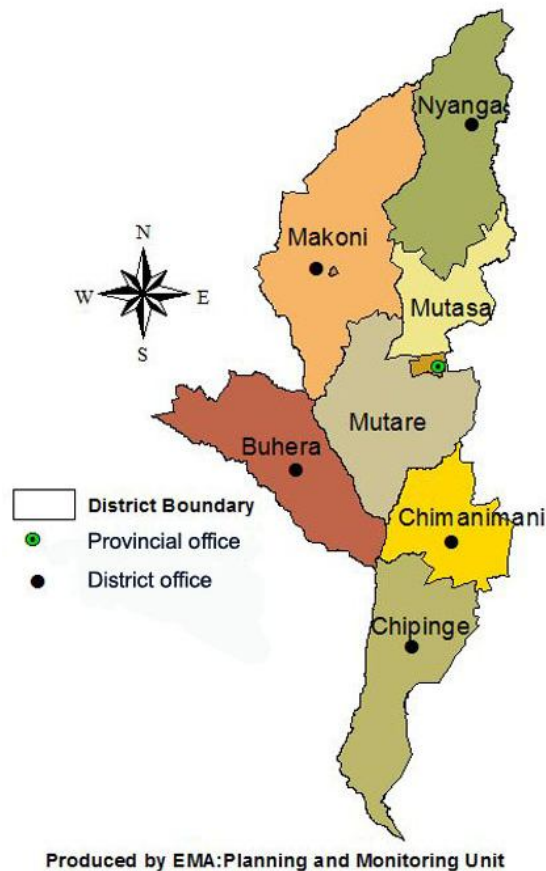 Nyanga
Makoni
N
W
E
S
Mutasa
Mutare
Buhera
District Boundary
Provincial office
District office
Chimanimani
Chipinge
Produced by EMA:Planning and Monitoring Unit